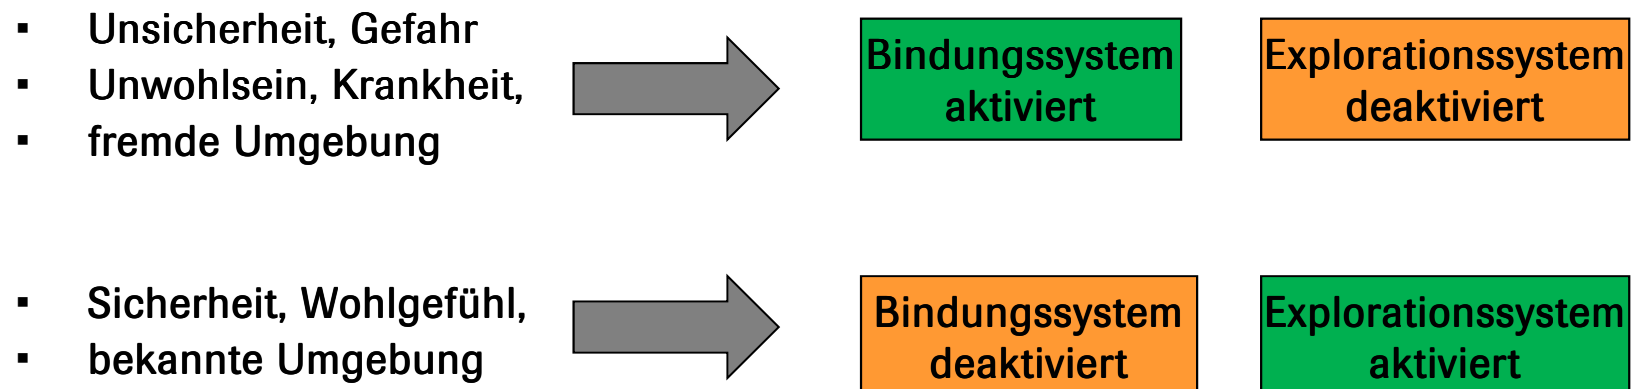 ▪ Unsicherheit, Gefahr
▪ Unwohlsein, Krankheit,
▪ fremde Umgebung
Bindungssystem
aktiviert
Explorationssystem
deaktiviert
▪ Sicherheit, Wohlgefühl,
▪ bekannte Umgebung
Bindungssystem
deaktiviert
Explorationssystem
aktiviert